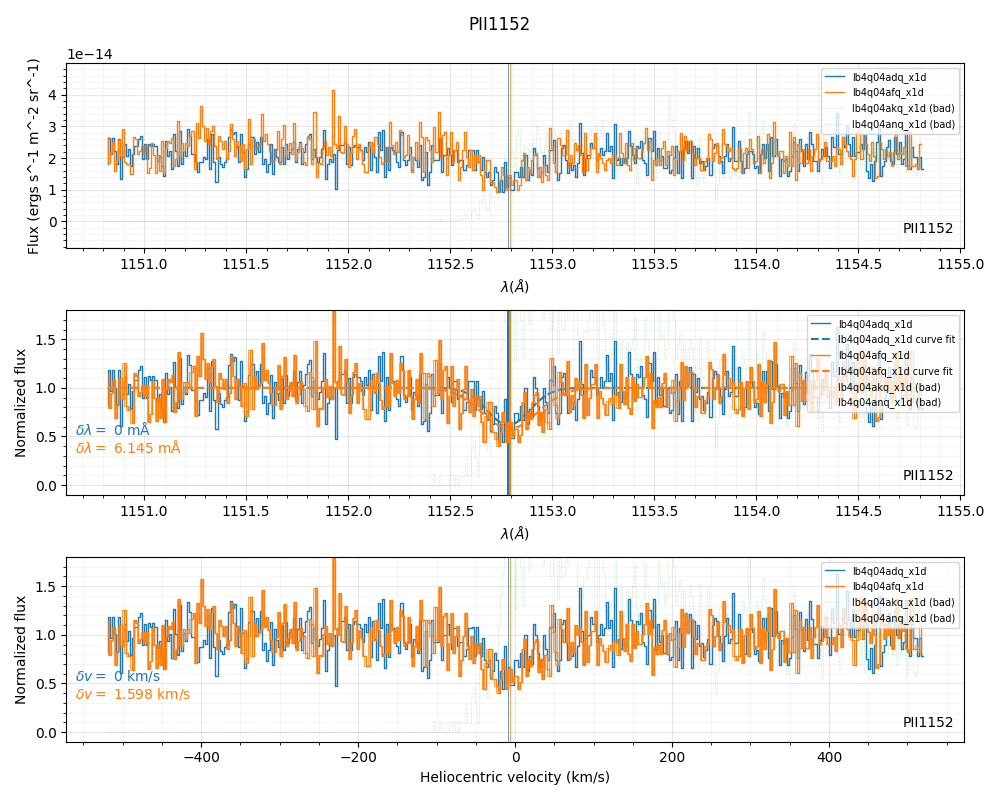 PII1152
1e−14
Flux (ergs s^-1 m^-2 sr^-1)
4
3
2
1
0
lb4q04adq_x1d
lb4q04afq_x1d
lb4q04akq_x1d (bad)
lb4q04anq_x1d (bad)
PII1152
1151.0 1151.5 1152.0 1152.5 1153.0 1153.5 1154.0 1154.5 1155.0
λ(Å)
Normalized flux
1.5
1.0
0.5
0.0
lb4q04adq_x1d
lb4q04adq_x1d curve fit
lb4q04afq_x1d
lb4q04afq_x1d curve fit
lb4q04akq_x1d (bad)
lb4q04anq_x1d (bad)
δλ = 0 mÅ
δλ = 6.145 mÅ
PII1152
1151.0 1151.5 1152.0 1152.5 1153.0 1153.5 1154.0 1154.5 1155.0
λ(Å)
Normalized flux
1.5
1.0
0.5
0.0
lb4q04adq_x1d
lb4q04afq_x1d
lb4q04akq_x1d (bad)
lb4q04anq_x1d (bad)
δv = 0 km/s
δv = 1.598 km/s
PII1152
−400 −200 0 200 400
Heliocentric velocity (km/s)